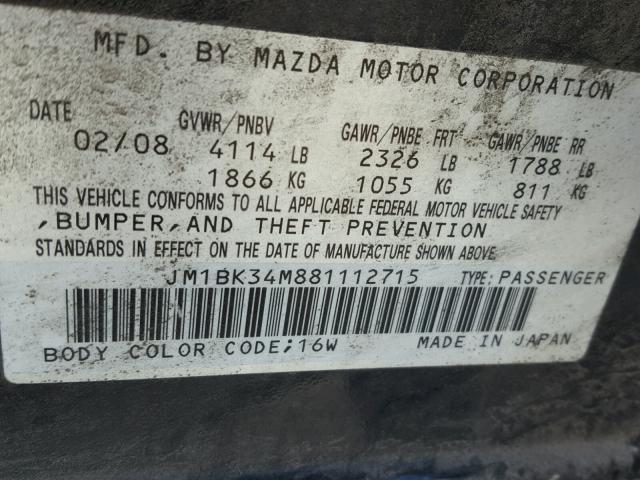 MFD. BY MAZDA MOTOR CORPORATION
DATE GVWR/PNBV GAWR/PNBE FRT GAWR/PNBE RR
02/08 4114 LB 2326 LB 1788 LB
1866 KG 1055 KG 811 KG
THIS VEHICLE CONFORMS TO ALL APPLICABLE FEDERAL MOTOR VEHICLE SAFETY
,BUMPER,AND THEFT PREVENTION
STANDARDS IN EFFECT ON THE DATE OF MANUFACTURE SHOWN ABOVE.
JM1BK34M881112715 TYPE:PASSENGER
BODY COLOR CODE;16W MADE IN JAPAN